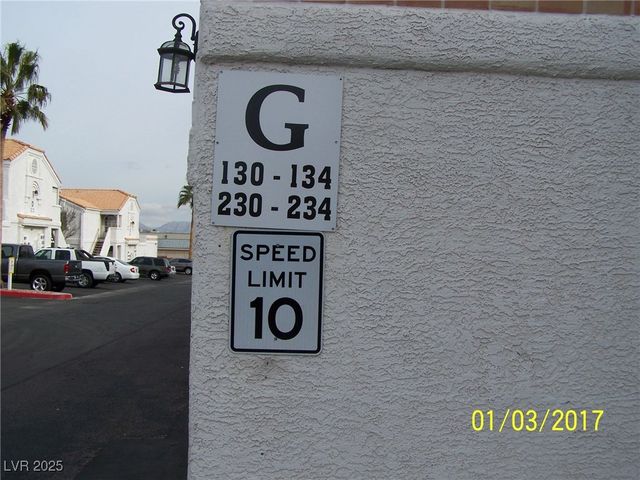 G
130 - 134
230 - 234
SPEED
LIMIT
10
01/03/2017
LVR 2025